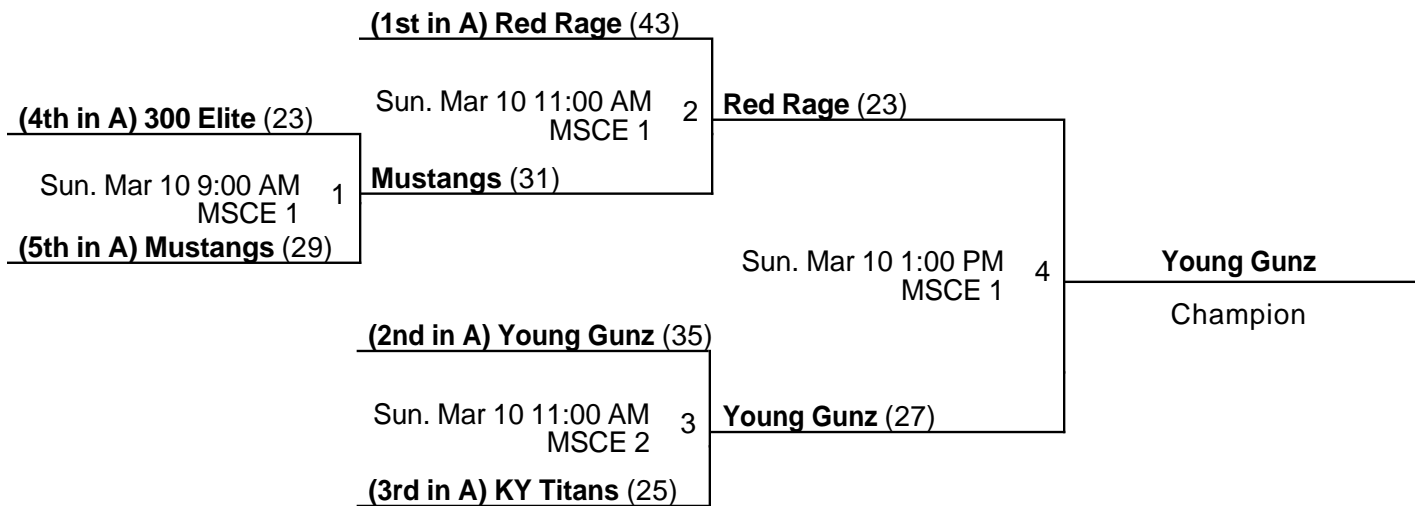 (1st in A) Red Rage (43)
(4th in A) 300 Elite (23)
Sun. Mar 10 11:00 AM
MSCE 1
2
Red Rage (23)
Sun. Mar 10 9:00 AM
MSCE 1
1
Mustangs (31)
(5th in A) Mustangs (29)
Sun. Mar 10 1:00 PM
MSCE 1
4
Young Gunz
Champion
(2nd in A) Young Gunz (35)
Sun. Mar 10 11:00 AM
MSCE 2
3
Young Gunz (27)
(3rd in A) KY Titans (25)